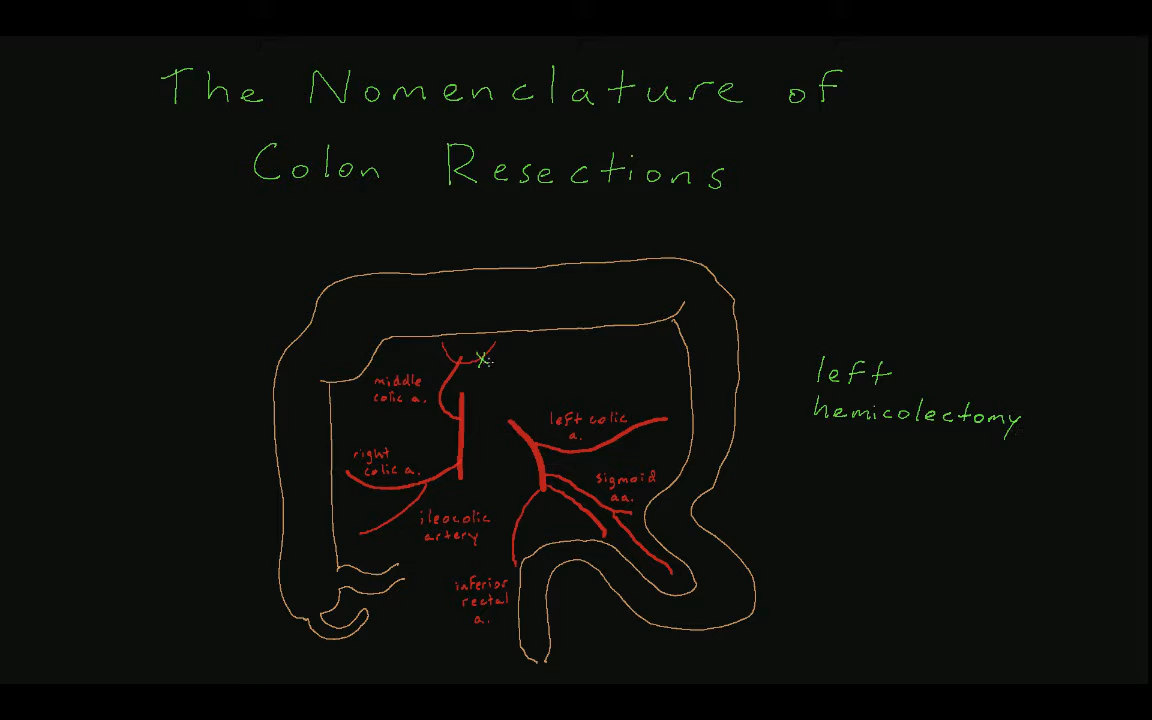 The Nomenclature of
Colon Resections
middle
colic a.
left colic
a.
right
colic a.
sigmoid
aa.
ileocolic
artery
inferior
rectal
a.
left
hemicolectomy
x